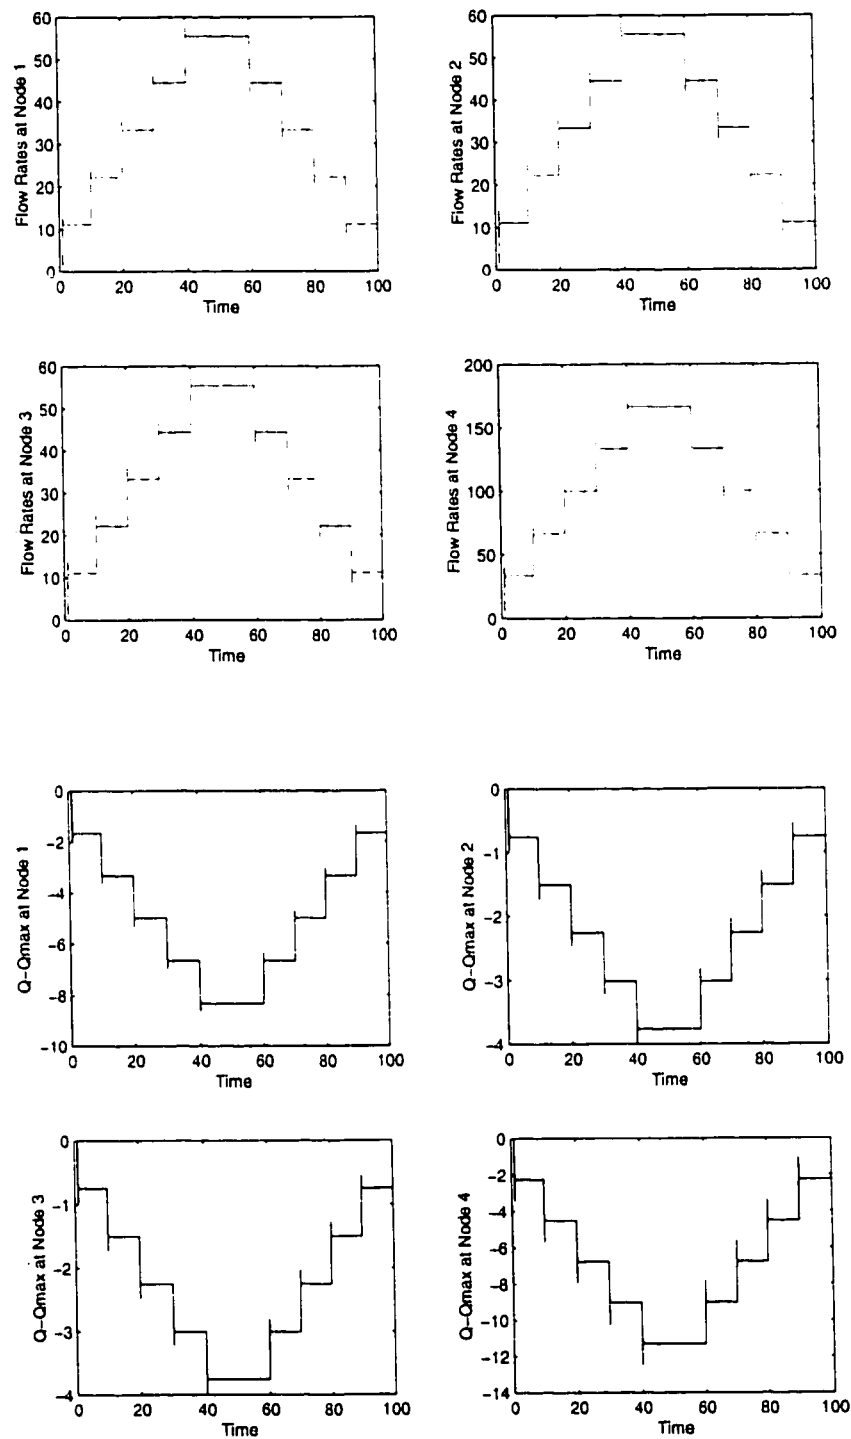 Flow Rates at Node 1
60
50
40
30
20
10
0
0 20 40 60 80 100
Time
Flow Rates at Node 2
60
50
40
30
20
10
0
0 20 40 60 80 100
Time
Flow Rates at Node 3
60
50
40
30
20
10
0
0 20 40 60 80 100
Time
Flow Rates at Node 4
200
150
100
50
0
0 20 40 60 80 100
Time
Q-Qmax at Node 1
0
-2
-4
-6
-8
-10
0 20 40 60 80 100
Time
Q-Qmax at Node 2
0
-1
-2
-3
-4
0 20 40 60 80 100
Time
Q-Qmax at Node 3
0
-1
-2
-3
-4
0 20 40 60 80 100
Time
Q-Qmax at Node 4
0
-2
-4
-6
-8
-10
-12
-14
0 20 40 60 80 100
Time